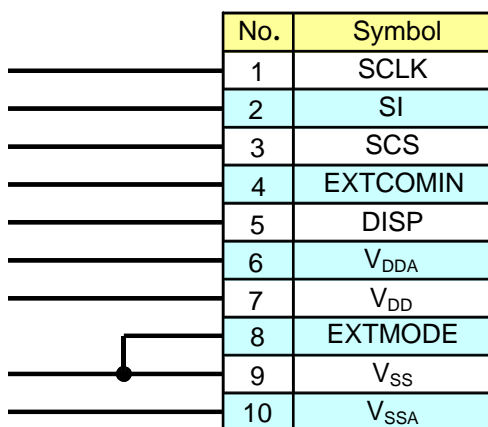 No. Symbol
1 SCLK
2 SI
3 SCS
4 EXTCOMIN
5 DISP
6 VDDA
7 VDD
8 EXTMODE
9 VSS
10 VSSA